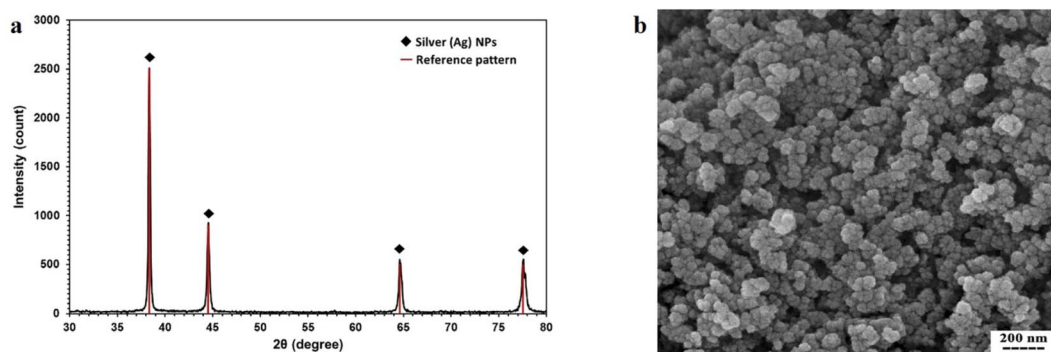 a
3000
2500
2000
1500
1000
500
0
Intensity (count)
30 35 40 45 50 55 60 65 70 75 80
2θ (degree)
Silver (Ag) NPs
Reference pattern
b
200 nm